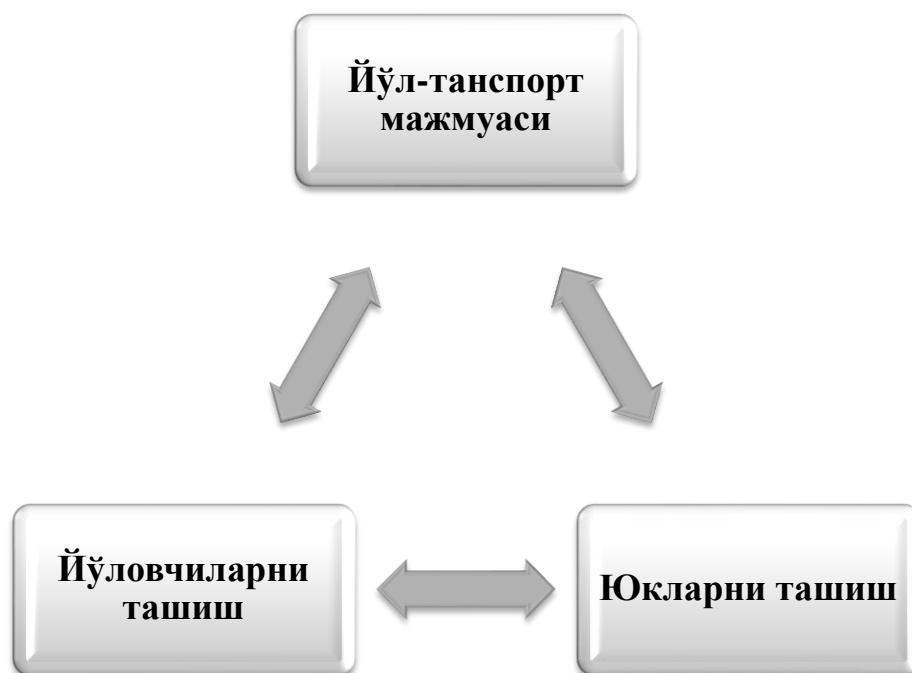 Йўл-танспорт
мажмуаси
Йўловчиларни
ташиш
Юкларни ташиш